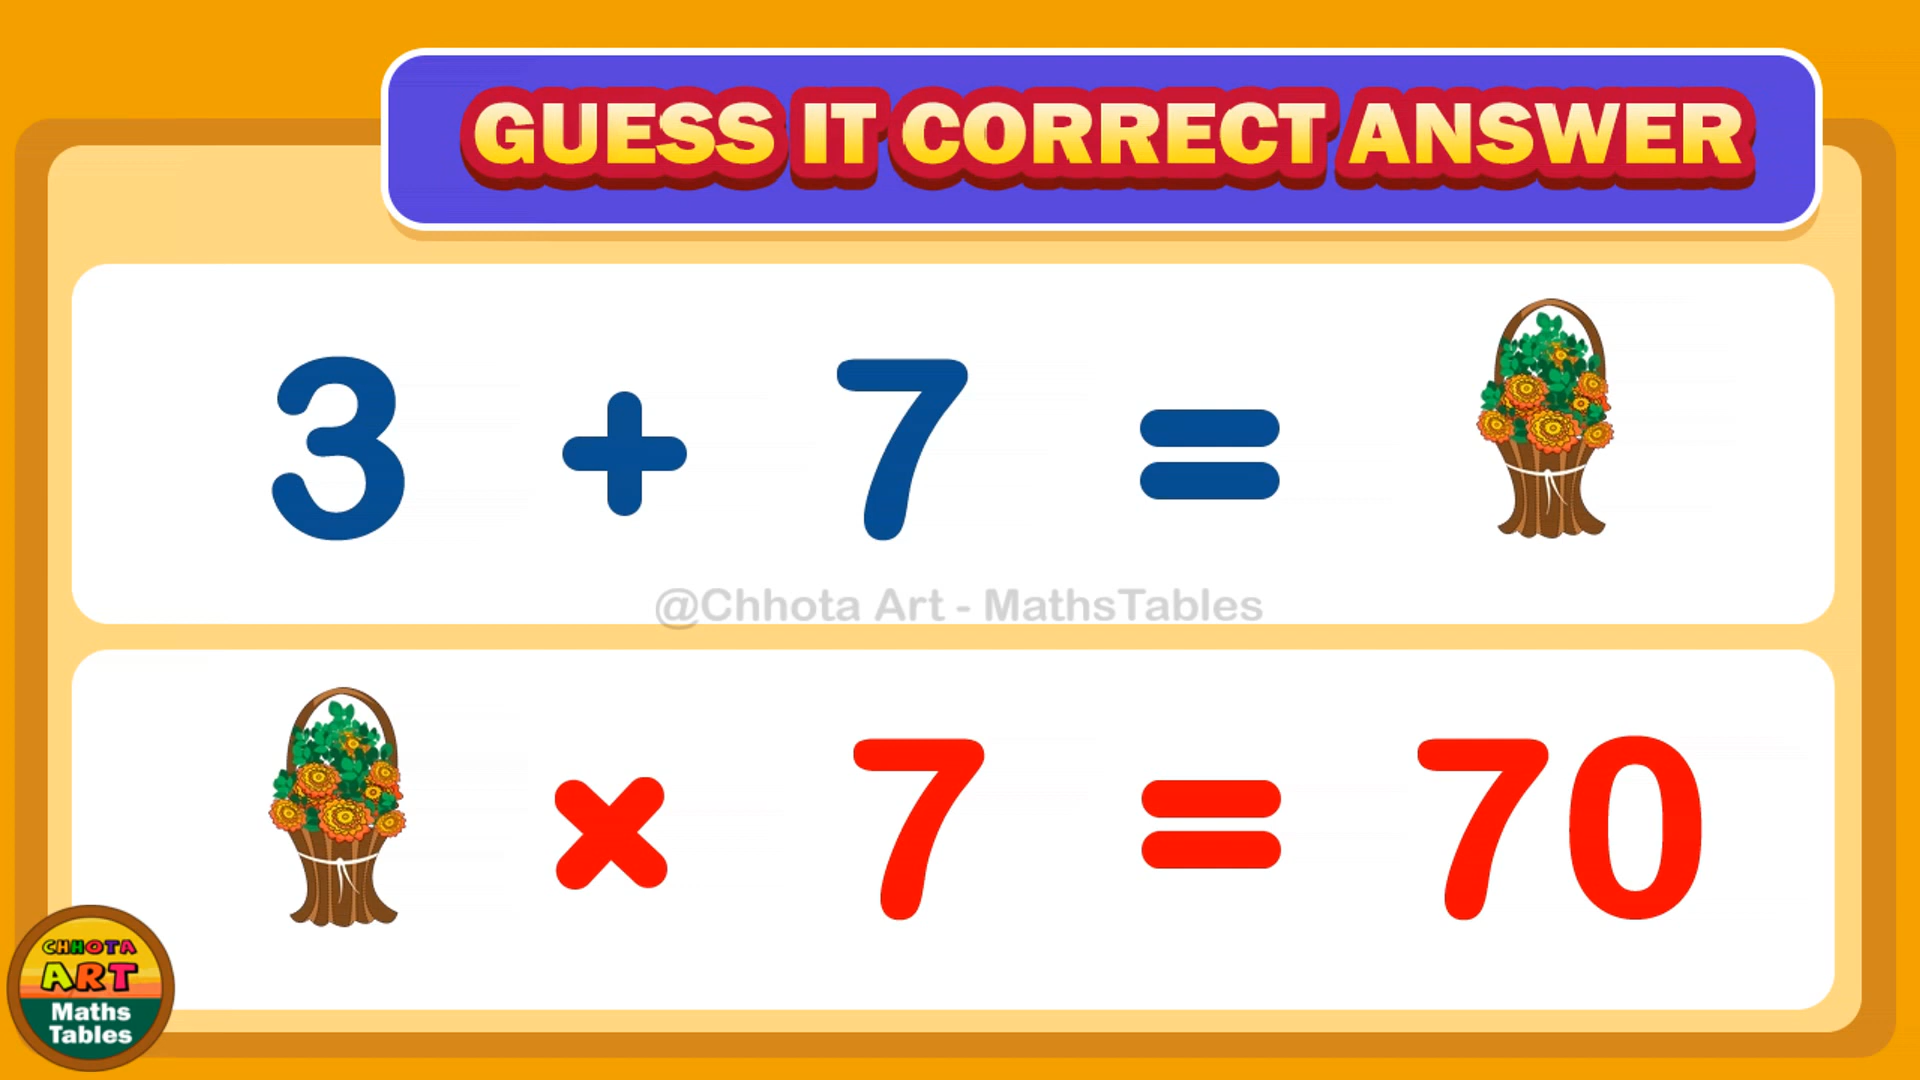 GUESS IT CORRECT ANSWER
3 + 7 =
@Chhota Art - MathsTables
× 7 = 70
CHHOTA
ART
Maths
Tables